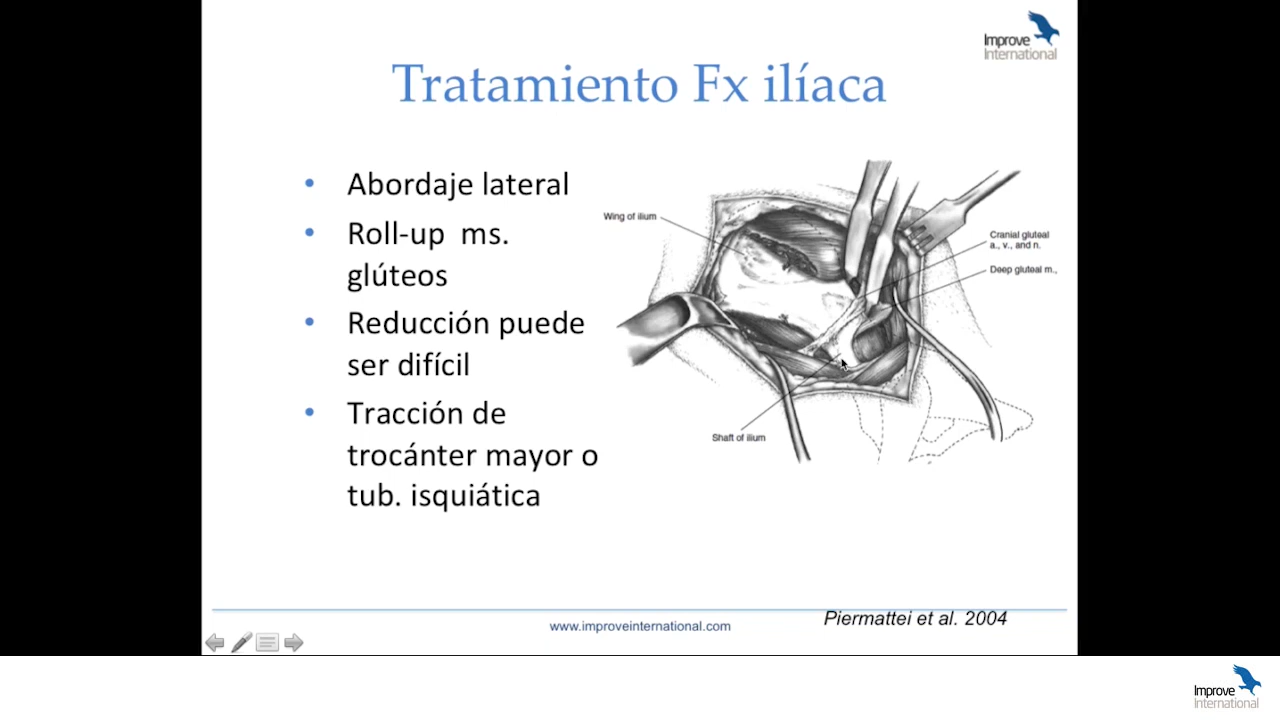 Improve
International
Tratamiento Fx ilíaca
• Abordaje lateral
• Roll-up ms.
glúteos
• Reducción puede
ser difícil
• Tracción de
trocánter mayor o
tub. isquiática
Wing of ilium
Cranial gluteal
a., v., and n.
Deep gluteal m.,
Shaft of ilium
Piermattei et al. 2004
www.improveinternational.com
Improve
International